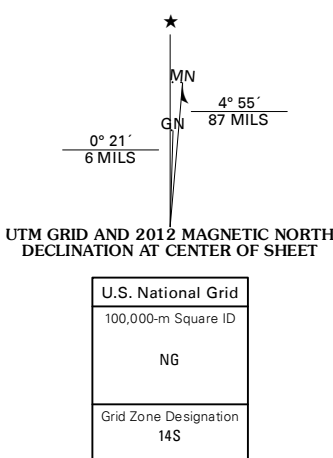 MN
4° 55´
87 MILS
GN
0° 21´
6 MILS
UTM GRID AND 2012 MAGNETIC NORTH
DECLINATION AT CENTER OF SHEET
U.S. National Grid
100,000-m Square ID
NG
Grid Zone Designation
14S